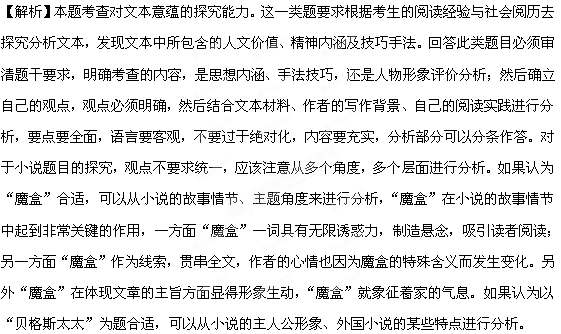 【解析】本题考查对文本意蕴的探究能力。这一类题要求根据考生的阅读经验与社会阅历去
探究分析文本，发现文本中所包含的人文价值、精神内涵及技巧手法。回答此类题目必须审
清题干要求，明确考查的内容，是思想内涵、手法技巧，还是人物形象评价分析；然后确立
自己的观点，观点必须明确，然后结合文本材料、作者的写作背景、自己的阅读实践进行分
析，要点要全面，语言要客观，不要过于绝对化，内容要充实，分析部分可以分条作答。对
于小说题目的探究，观点不要求统一，应该注意从多个角度，多个层面进行分析。如果认为
“魔盒”合适，可以从小说的故事情节、主题角度来进行分析，“魔盒”在小说的故事情节
中起到非常关键的作用，一方面“魔盒”一词具有无限诱惑力，制造悬念，吸引读者阅读；
另一方面“魔盒”作为线索，贯串全文，作者的心情也因为魔盒的特殊含义而发生变化。另
外“魔盒”在体现文章的主旨方面显得形象生动，“魔盒”就象征着家的气息。如果认为以
“贝格斯太太”为题合适，可以从小说的主人公形象、外国小说的某些特点进行分析。